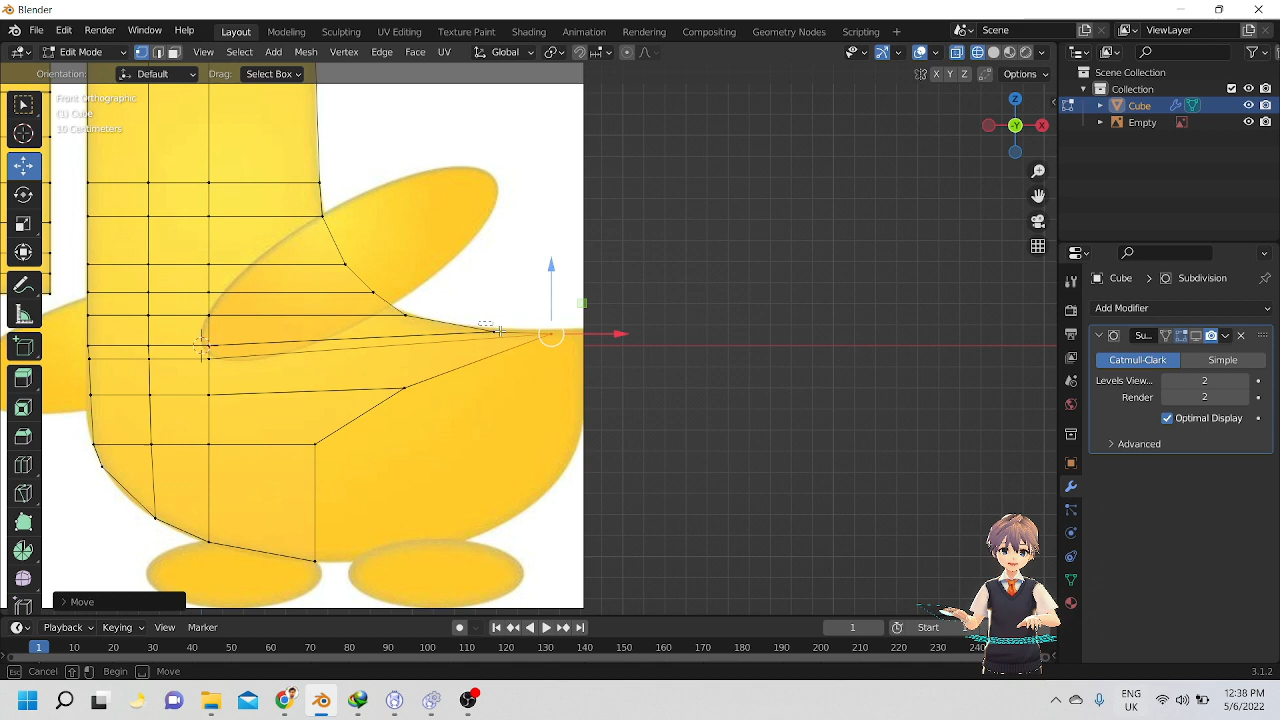 Blender
File Edit Render Window Help Layout Modeling Sculpting UV Editing Texture Paint Shading Animation Rendering Compositing Geometry Nodes Scripting + Scene ViewLayer
Edit Mode View Select Add Mesh Vertex Edge Face UV Global
Orientation: Default Drag: Select Box X Y Z Options
Front Orthographic
(1) Cube
10 Centimeters
Z
-Y X
Scene Collection
Collection
Cube
Empty
Cube Subdivision
Add Modifier
Su...
Catmull-Clark Simple
Levels View... 2
Render 2
Optimal Display
Advanced
Move
Playback Keying View Marker 1 Start
1 10 20 30 40 50 60 70 80 90 100 110 120 130 140 150 160 170 180 190 200 210 220 230 240
Esc Cancel Begin Move 3.1.2
ENG
UK
12:38 PM
5/6/2022